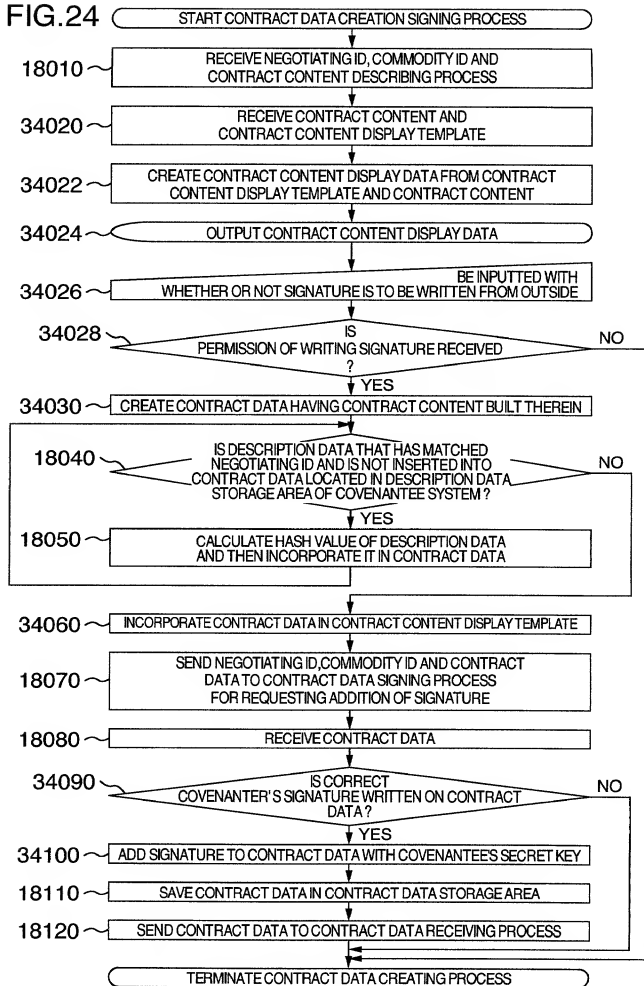 FIG.24
START CONTRACT DATA CREATION SIGNING PROCESS
18010
RECEIVE NEGOTIATING ID, COMMODITY ID AND
CONTRACT CONTENT DESCRIBING PROCESS
34020
RECEIVE CONTRACT CONTENT AND
CONTRACT CONTENT DISPLAY TEMPLATE
34022
CREATE CONTRACT CONTENT DISPLAY DATA FROM CONTRACT
CONTENT DISPLAY TEMPLATE AND CONTRACT CONTENT
34024
OUTPUT CONTRACT CONTENT DISPLAY DATA
34026
BE INPUTTED WITH
WHETHER OR NOT SIGNATURE IS TO BE WRITTEN FROM OUTSIDE
34028
IS
PERMISSION OF WRITING SIGNATURE RECEIVED
?
NO
YES
34030
CREATE CONTRACT DATA HAVING CONTRACT CONTENT BUILT THEREIN
18040
IS DESCRIPTION DATA THAT HAS MATCHED
NEGOTIATING ID AND IS NOT INSERTED INTO
CONTRACT DATA LOCATED IN DESCRIPTION DATA
STORAGE AREA OF COVENANTEE SYSTEM ?
NO
YES
18050
CALCULATE HASH VALUE OF DESCRIPTION DATA
AND THEN INCORPORATE IT IN CONTRACT DATA
34060
INCORPORATE CONTRACT DATA IN CONTRACT CONTENT DISPLAY TEMPLATE
18070
SEND NEGOTIATING ID,COMMODITY ID AND CONTRACT
DATA TO CONTRACT DATA SIGNING PROCESS
FOR REQUESTING ADDITION OF SIGNATURE
18080
RECEIVE CONTRACT DATA
34090
IS CORRECT
COVENANTER'S SIGNATURE WRITTEN ON CONTRACT
DATA ?
NO
YES
34100
ADD SIGNATURE TO CONTRACT DATA WITH COVENANTEE'S SECRET KEY
18110
SAVE CONTRACT DATA IN CONTRACT DATA STORAGE AREA
18120
SEND CONTRACT DATA TO CONTRACT DATA RECEIVING PROCESS
TERMINATE CONTRACT DATA CREATING PROCESS